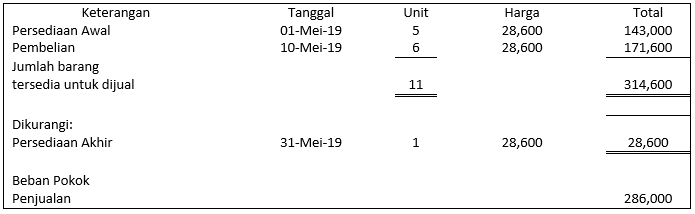 Keterangan Tanggal Unit Harga Total
Persediaan Awal 01-Mei-19 5 28,600 143,000
Pembelian 10-Mei-19 6 28,600 171,600
Jumlah barang
tersedia untuk dijual 11 314,600
Dikurangi:
Persediaan Akhir 31-Mei-19 1 28,600 28,600
Beban Pokok
Penjualan 286,000